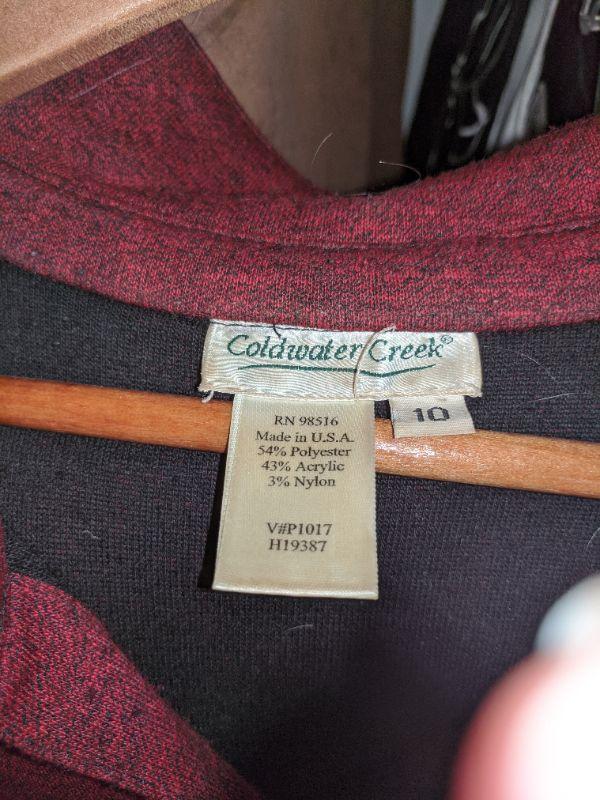 Coldwater Creek®
10
RN 98516
Made in U.S.A.
54% Polyester
43% Acrylic
3% Nylon
V#P1017
H19387